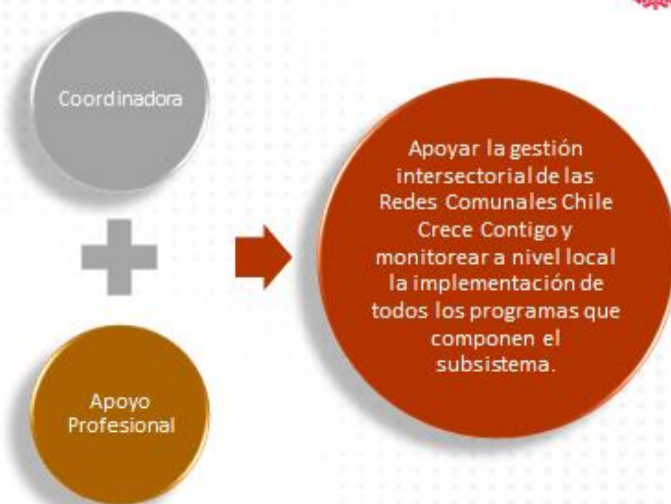 Coordinadora
Apoyo
Profesional
Apoyar la gestión
intersectorial de las
Redes Comunales Chile
Crece Contigo y
monitorear a nivel local
la implementación de
todos los programas que
componen el
subsistema.